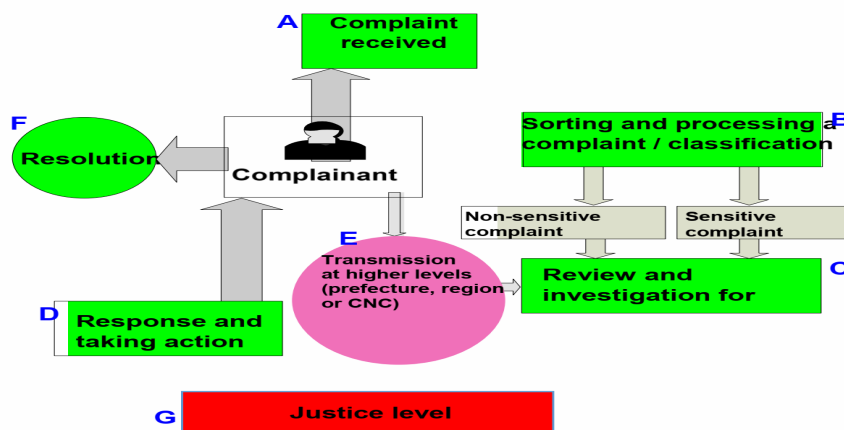 A
Complaint
received
F
Resolution
Complainant
Sorting and processing a
complaint / classification
Non-sensitive
complaint
Sensitive
complaint
E
Transmission
at higher levels
(prefecture, region
or CNC)
C
Review and
investigation for
D
Response and
taking action
G
Justice level